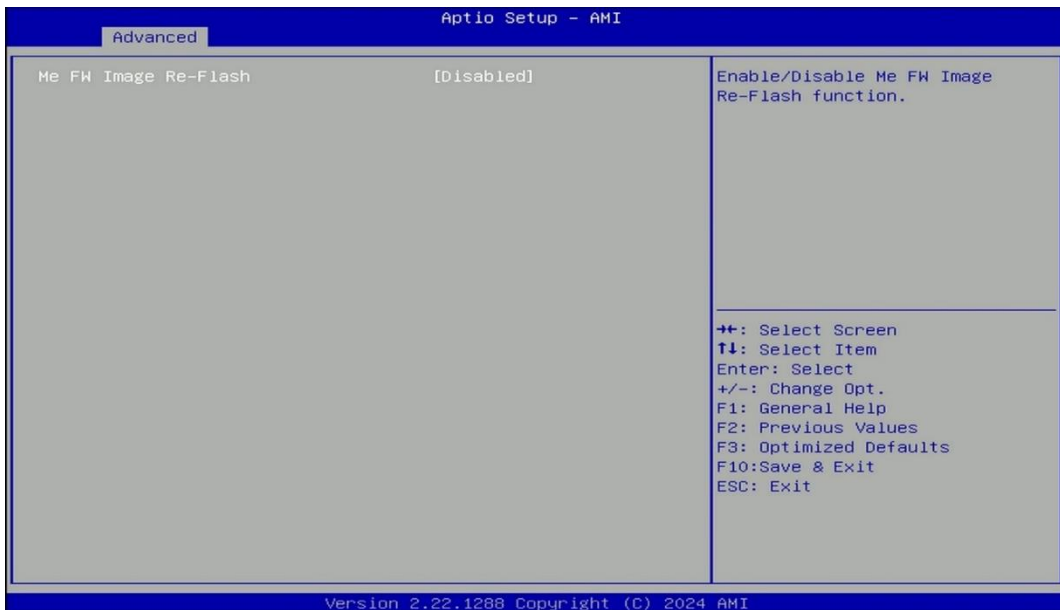 Aptio Setup - AMI
Advanced
Me FW Image Re-Flash [Disabled]
Enable/Disable Me FW Image
Re-Flash function.
→←: Select Screen
↑↓: Select Item
Enter: Select
+/-: Change Opt.
F1: General Help
F2: Previous Values
F3: Optimized Defaults
F10:Save & Exit
ESC: Exit
Version 2.22.1288 Copyright (C) 2024 AMI